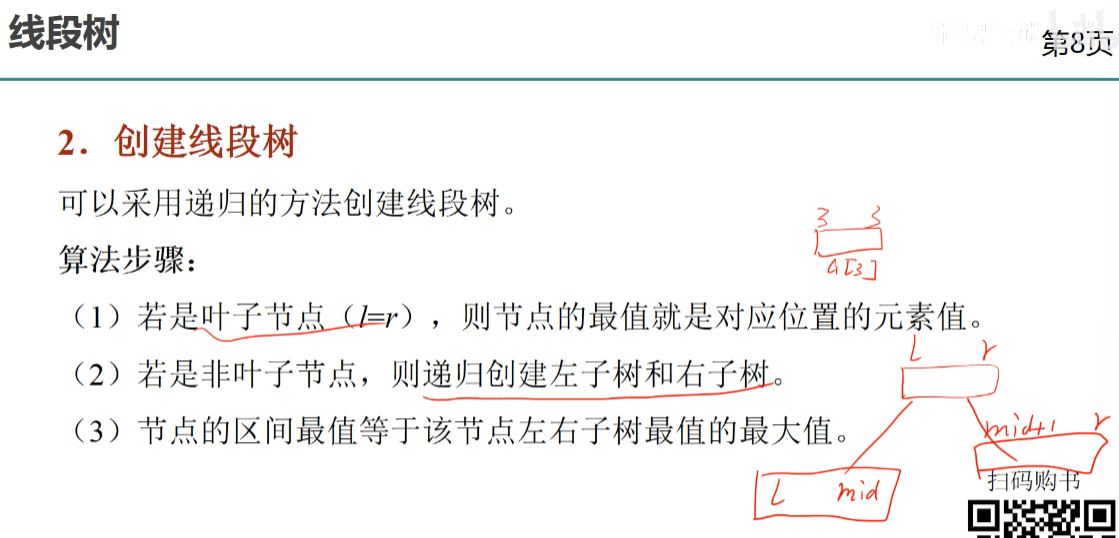 线段树
第8页
2．创建线段树
可以采用递归的方法创建线段树。
算法步骤：
3 3
a[3]
（1）若是叶子节点（l=r），则节点的最值就是对应位置的元素值。
l r
（2）若是非叶子节点，则递归创建左子树和右子树。
mid+1 r
（3）节点的区间最值等于该节点左右子树最值的最大值。
扫码购书
l mid